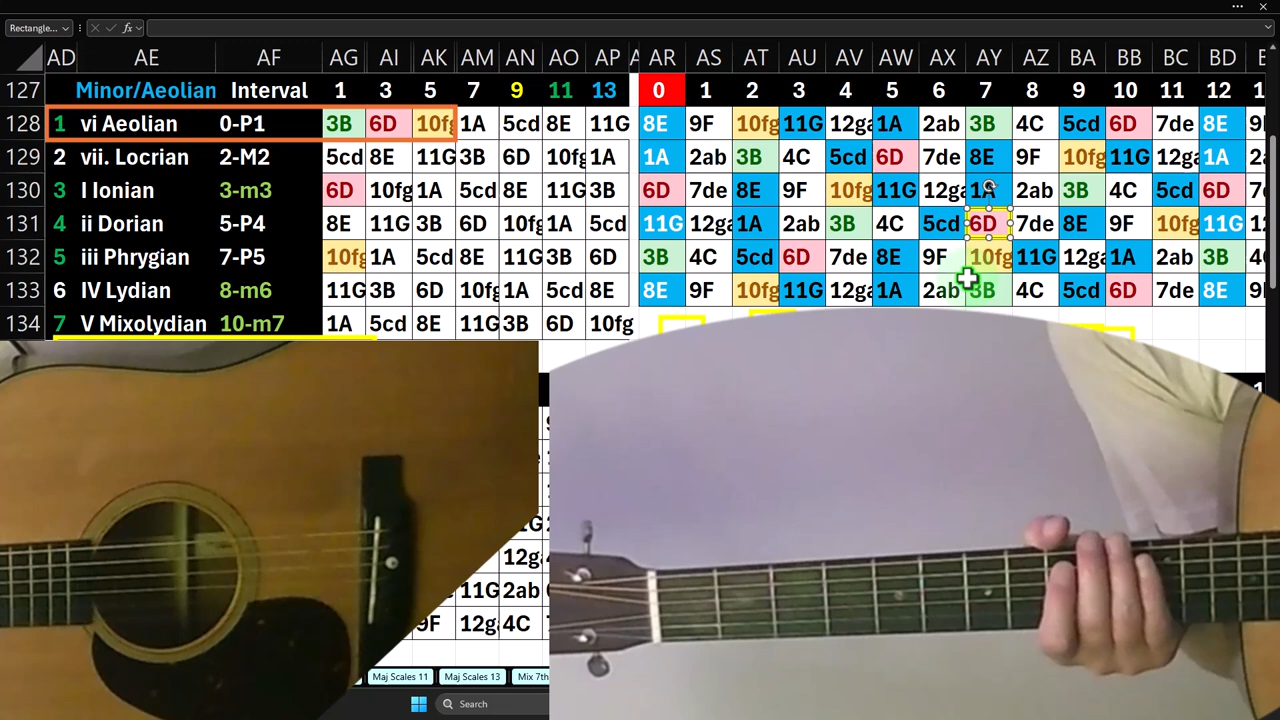 Rectangle...
fx
AD AE AF AG AI AK AM AN AO AP AR AS AT AU AV AW AX AY AZ BA BB BC BD
127 Minor/Aeolian Interval 1 3 5 7 9 11 13 0 1 2 3 4 5 6 7 8 9 10 11 12
128 1 vi Aeolian 0-P1 3B 6D 10fg 1A 5cd 8E 11G 8E 9F 10fg 11G 12ga 1A 2ab 3B 4C 5cd 6D 7de 8E
129 2 vii. Locrian 2-M2 5cd 8E 11G 3B 6D 10fg 1A 1A 2ab 3B 4C 5cd 6D 7de 8E 9F 10fg 11G 12ga 1A
130 3 I Ionian 3-m3 6D 10fg 1A 5cd 8E 11G 3B 6D 7de 8E 9F 10fg 11G 12ga 1A 2ab 3B 4C 5cd 6D
131 4 ii Dorian 5-P4 8E 11G 3B 6D 10fg 1A 5cd 11G 12ga 1A 2ab 3B 4C 5cd 6D 7de 8E 9F 10fg 11G
132 5 iii Phrygian 7-P5 10fg 1A 5cd 8E 11G 3B 6D 3B 4C 5cd 6D 7de 8E 9F 10fg 11G 12ga 1A 2ab 3B
133 6 IV Lydian 8-m6 11G 3B 6D 10fg 1A 5cd 8E 8E 9F 10fg 11G 12ga 1A 2ab 3B 4C 5cd 6D 7de 8E
134 7 V Mixolydian 10-m7 1A 5cd 8E 11G 3B 6D 10fg
12ga
11G 2ab
9F 12ga 4C
Maj Scales 11 Maj Scales 13 Mix 7th
Search